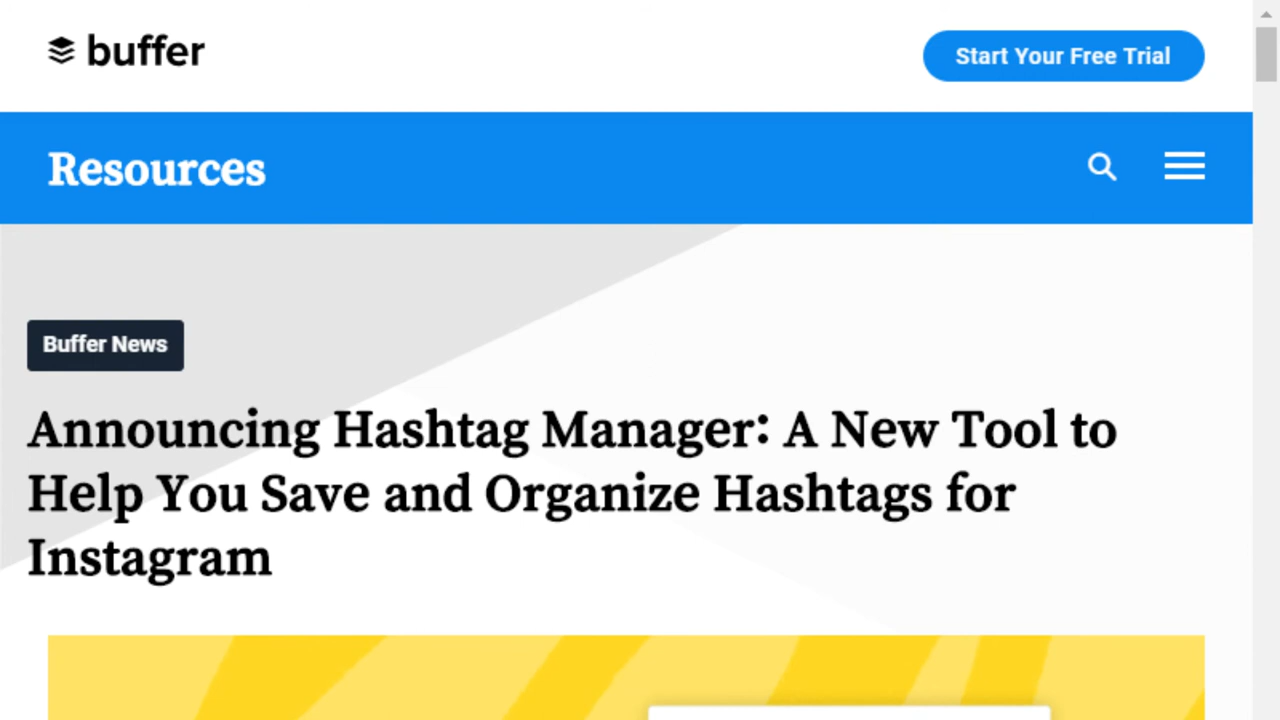 buffer
Start Your Free Trial
Resources
Buffer News
Announcing Hashtag Manager: A New Tool to
Help You Save and Organize Hashtags for
Instagram